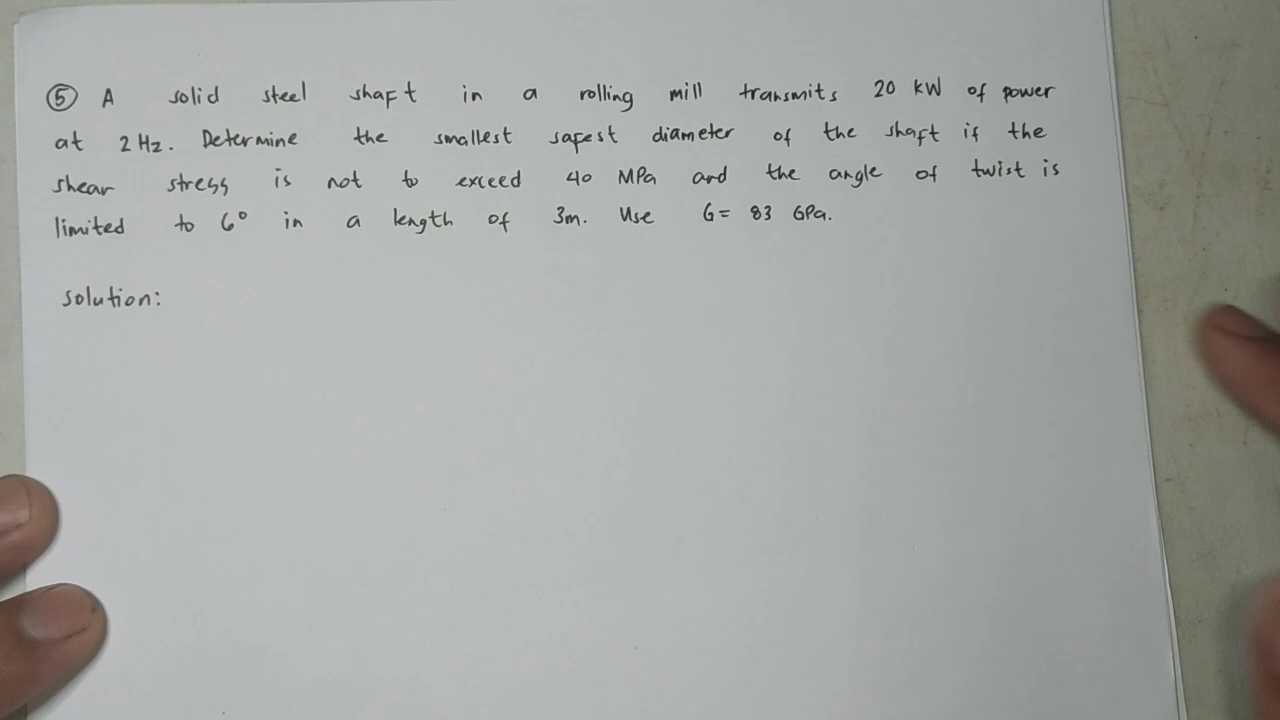 ⑤ A solid steel shaft in a rolling mill transmits 20 kW of power
at 2 Hz. Determine the smallest safest diameter of the shaft if the
shear stress is not to exceed 40 MPa and the angle of twist is
limited to 6° in a length of 3m. Use G= 83 GPa.
Solution: